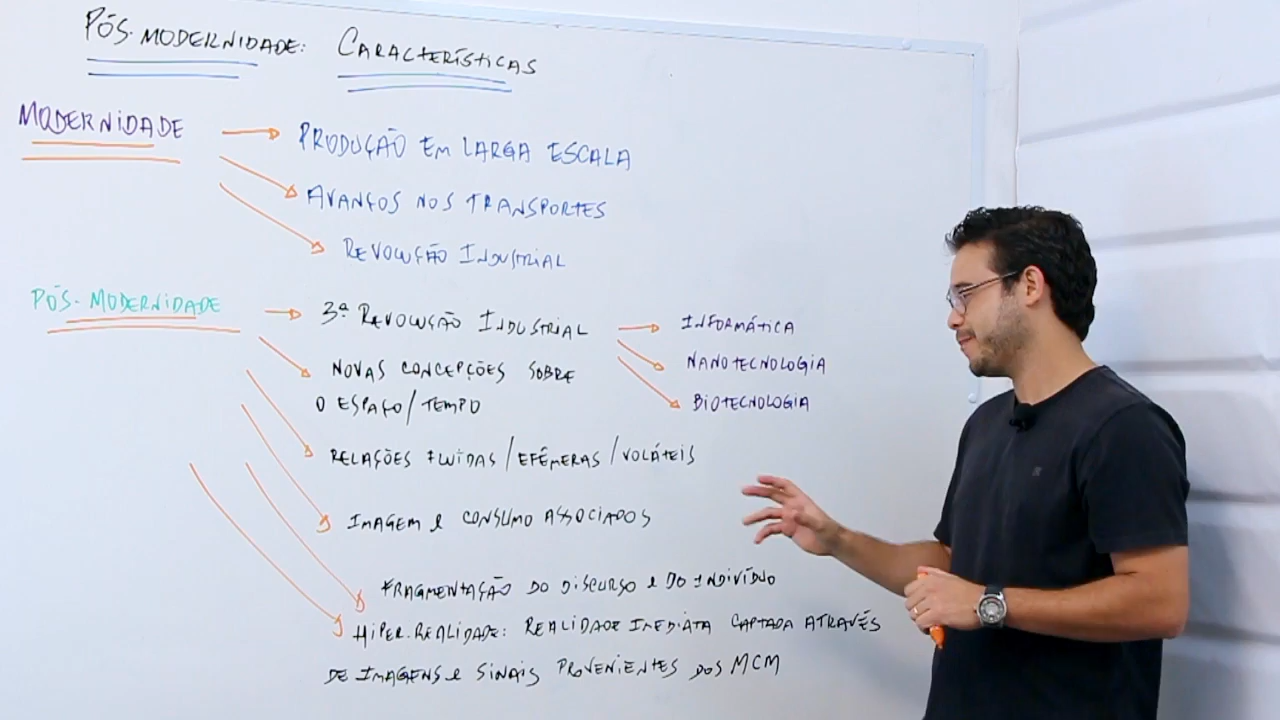 PÓS-MODERNIDADE: CARACTERÍSTICAS
MODERNIDADE
PRODUÇÃO EM LARGA ESCALA
AVANÇOS NOS TRANSPORTES
REVOLUÇÃO INDUSTRIAL
PÓS-MODERNIDADE
3ª REVOLUÇÃO INDUSTRIAL
INFORMÁTICA
NANOTECNOLOGIA
BIOTECNOLOGIA
NOVAS CONCEPÇÕES SOBRE
O ESPAÇO/TEMPO
RELAÇÕES FLUÍDAS/EFÊMERAS/VOLÁTEIS
IMAGEM E CONSUMO ASSOCIADOS
FRAGMENTAÇÃO DO DISCURSO E DO INDIVÍDUO
HIPER-REALIDADE: REALIDADE IMEDIATA CAPTADA ATRAVÉS
DE IMAGENS E SINAIS PROVENIENTES DOS MCM